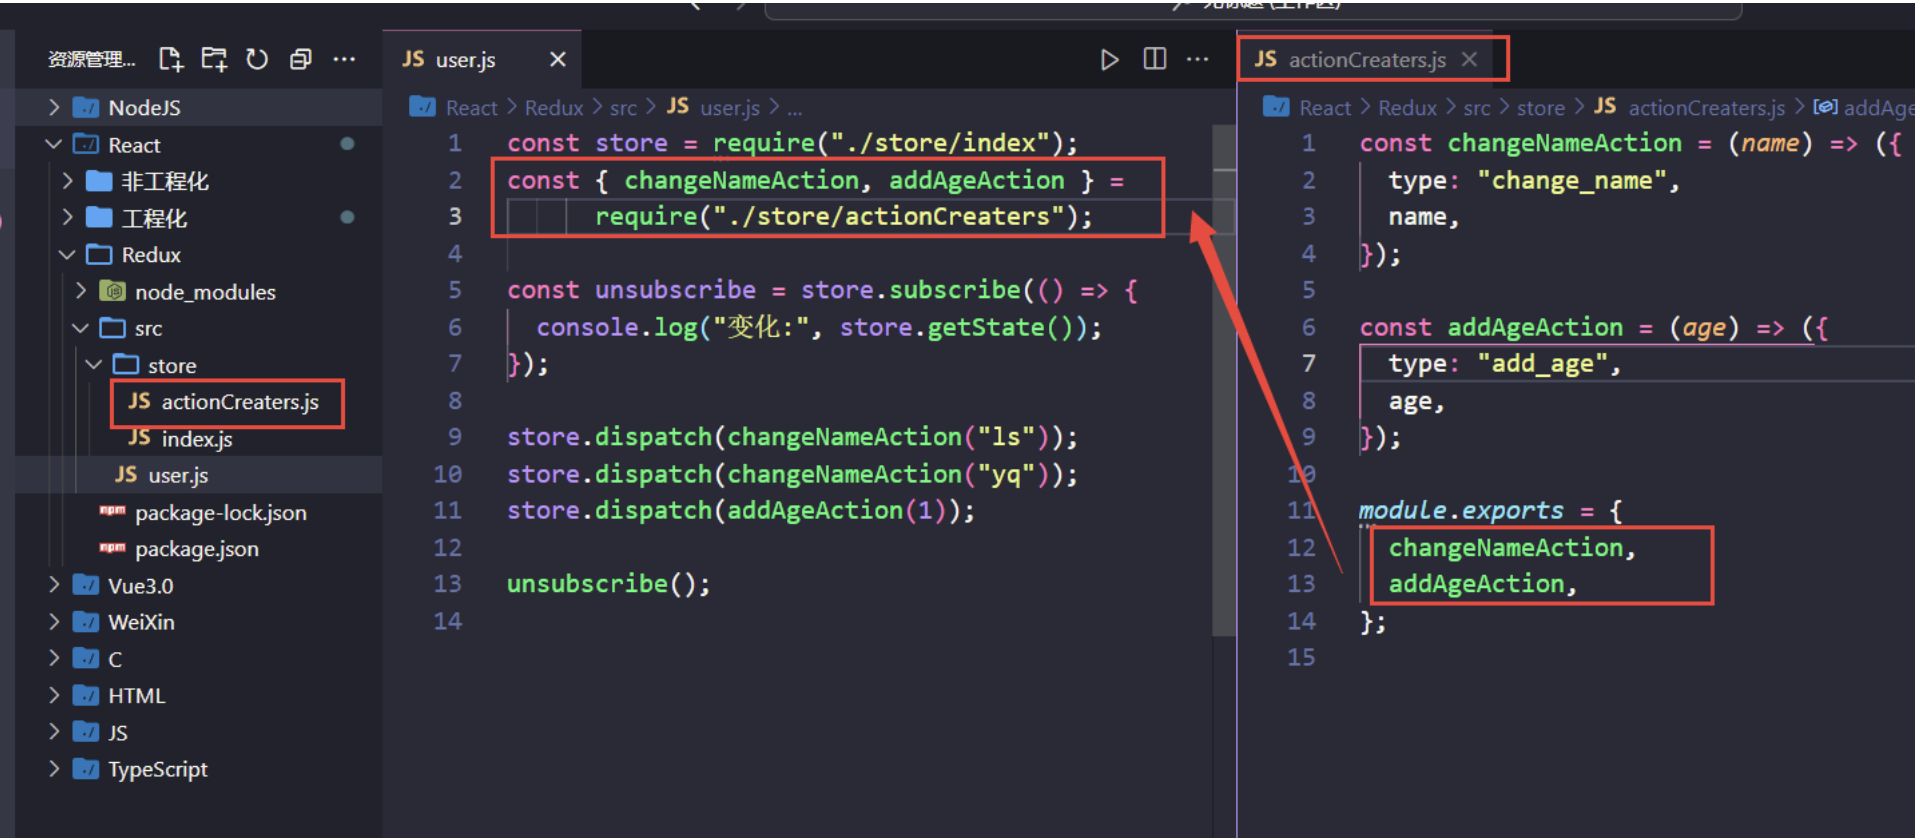 无标题 (工作区)
资源管理...
NodeJS
React
非工程化
工程化
Redux
node_modules
src
store
actionCreaters.js
index.js
user.js
package-lock.json
package.json
Vue3.0
WeiXin
C
HTML
JS
TypeScript
JS user.js
React > Redux > src > JS user.js > ...
1 const store = require("./store/index");
2 const { changeNameAction, addAgeAction } =
3 require("./store/actionCreaters");
4
5 const unsubscribe = store.subscribe(() => {
6 console.log("变化:", store.getState());
7 });
8
9 store.dispatch(changeNameAction("ls"));
10 store.dispatch(changeNameAction("yq"));
11 store.dispatch(addAgeAction(1));
12
13 unsubscribe();
14
JS actionCreaters.js
React > Redux > src > store > JS actionCreaters.js > addAge
1 const changeNameAction = (name) => ({
2 type: "change_name",
3 name,
4 });
5
6 const addAgeAction = (age) => ({
7 type: "add_age",
8 age,
9 });
10
11 module.exports = {
12 changeNameAction,
13 addAgeAction,
14 };
15